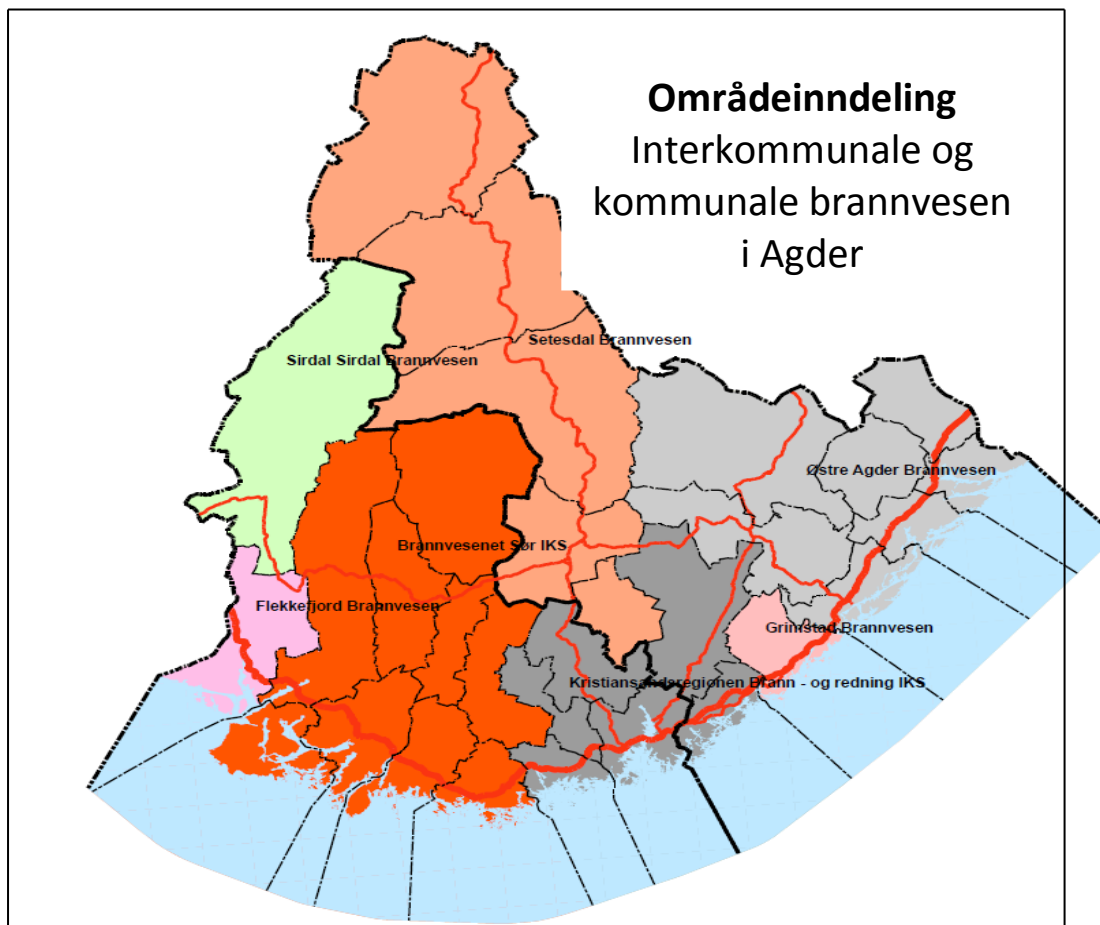 Områdeinndeling
Interkommunale og
kommunale brannvesen
i Agder
Setesdal Brannvesen
Sirdal Sirdal Brannvesen
Østre Agder Brannvesen
Brannvesenet Sør IKS
Flekkefjord Brannvesen
Grimstad Brannvesen
Kristiansandsregionen Brann - og redning IKS